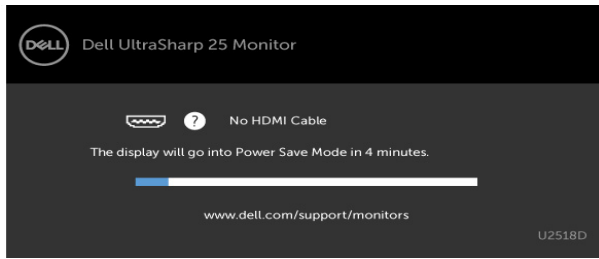 DELL Dell UltraSharp 25 Monitor
? No HDMI Cable
The display will go into Power Save Mode in 4 minutes.
www.dell.com/support/monitors
U2518D